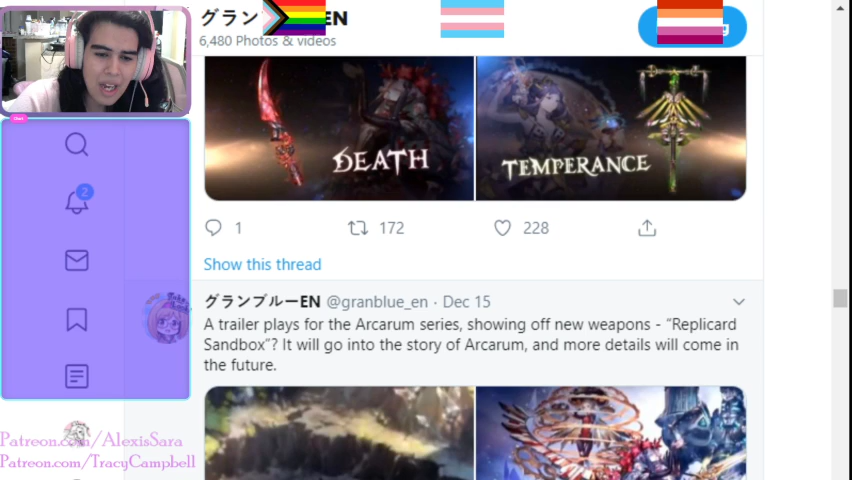 グラン EN
6,480 Photos & videos
DEATH
TEMPERANCE
1
172
228
Show this thread
グランブルーEN @granblue_en · Dec 15
A trailer plays for the Arcarum series, showing off new weapons - “Replicard
Sandbox”? It will go into the story of Arcarum, and more details will come in
the future.
2
Patreon.com/AlexisSara
Patreon.com/TracyCampbell